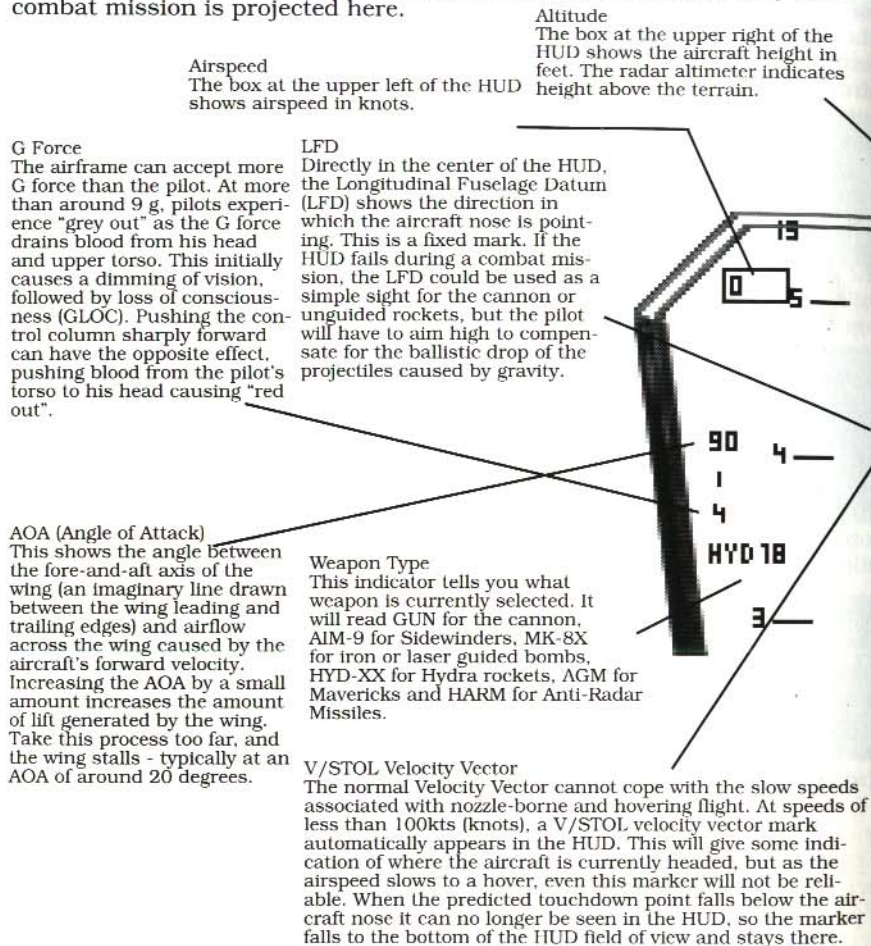 combat mission is projected here.
Altitude
The box at the upper right of the
HUD shows the aircraft height in
feet. The radar altimeter indicates
height above the terrain.
Airspeed
The box at the upper left of the HUD
shows airspeed in knots.
G Force
The airframe can accept more
G force than the pilot. At more
than around 9 g, pilots experi-
ence "grey out" as the G force
drains blood from his head
and upper torso. This initially
causes a dimming of vision,
followed by loss of conscious-
ness (GLOC). Pushing the con-
trol column sharply forward
can have the opposite effect,
pushing blood from the pilot's
torso to his head causing "red
out".
LFD
Directly in the center of the HUD,
the Longitudinal Fuselage Datum
(LFD) shows the direction in
which the aircraft nose is point-
ing. This is a fixed mark. If the
HUD fails during a combat mis-
sion, the LFD could be used as a
simple sight for the cannon or
unguided rockets, but the pilot
will have to aim high to compen-
sate for the ballistic drop of the
projectiles caused by gravity.
19
0
5
90
4
1
4
HYD 18
3
AOA (Angle of Attack)
This shows the angle between
the fore-and-aft axis of the
wing (an imaginary line drawn
between the wing leading and
trailing edges) and airflow
across the wing caused by the
aircraft's forward velocity.
Increasing the AOA by a small
amount increases the amount
of lift generated by the wing.
Take this process too far, and
the wing stalls - typically at an
AOA of around 20 degrees.
Weapon Type
This indicator tells you what
weapon is currently selected. It
will read GUN for the cannon,
AIM-9 for Sidewinders, MK-8X
for iron or laser guided bombs,
HYD-XX for Hydra rockets, AGM for
Mavericks and HARM for Anti-Radar
Missiles.
V/STOL Velocity Vector
The normal Velocity Vector cannot cope with the slow speeds
associated with nozzle-borne and hovering flight. At speeds of
less than 100kts (knots), a V/STOL velocity vector mark
automatically appears in the HUD. This will give some indi-
cation of where the aircraft is currently headed, but as the
airspeed slows to a hover, even this marker will not be reli-
able. When the predicted touchdown point falls below the air-
craft nose it can no longer be seen in the HUD, so the marker
falls to the bottom of the HUD field of view and stays there.